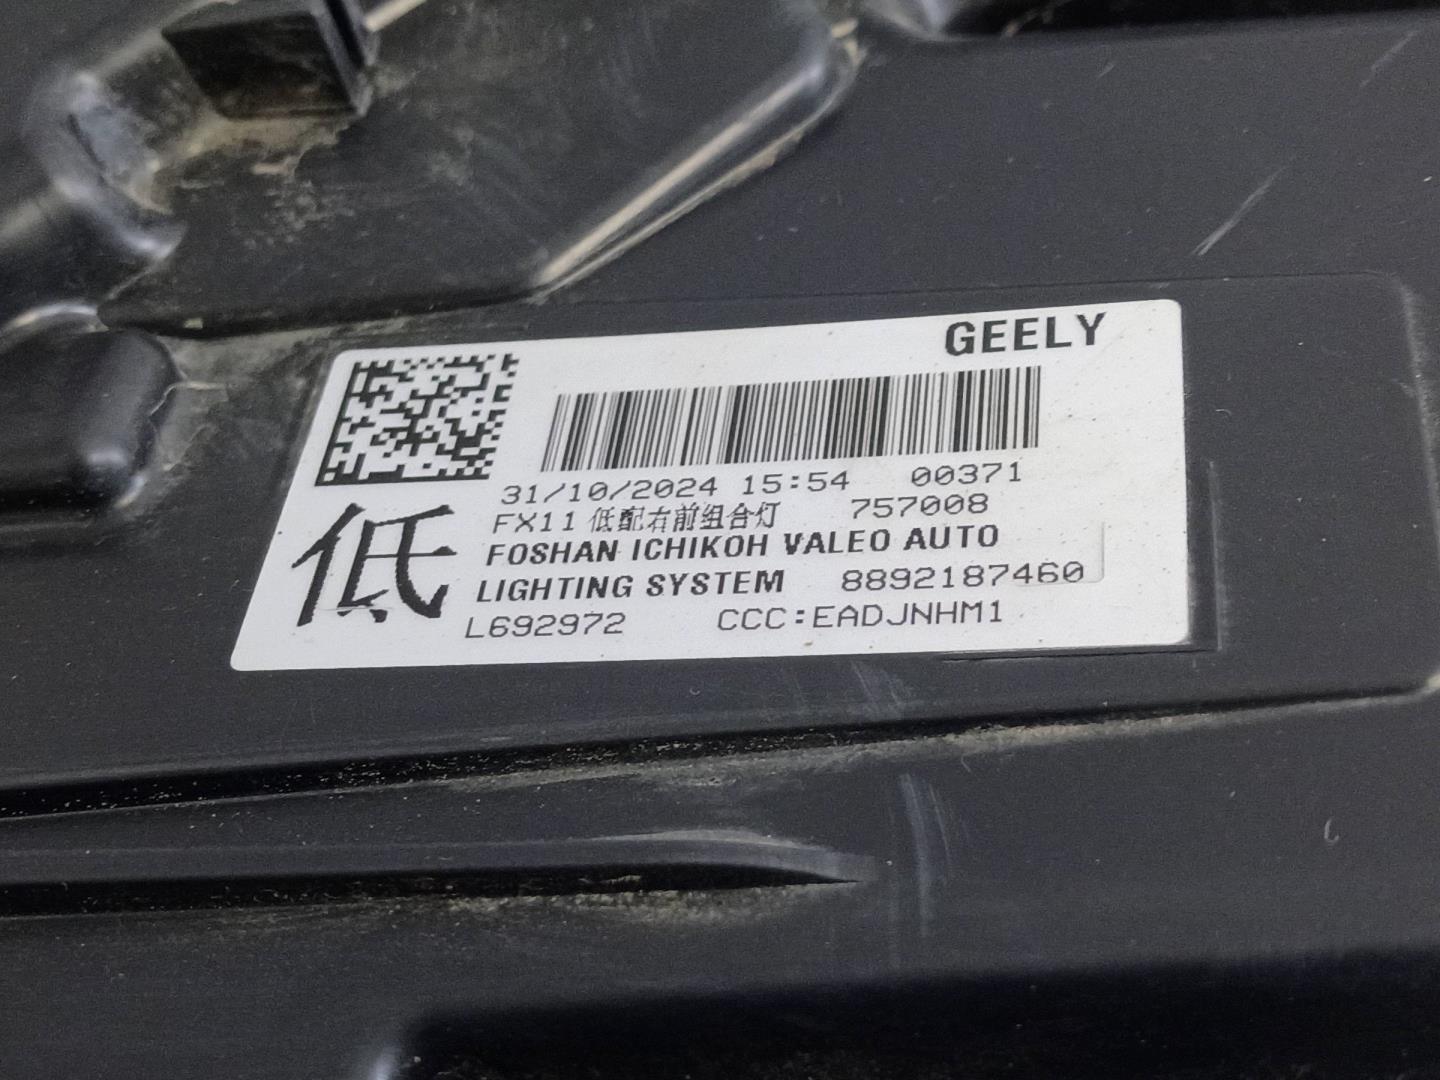 GEELY
31/10/2024 15:54 00371
FX11 低配右前组合灯 757008
低
FOSHAN ICHIKOH VALEO AUTO
LIGHTING SYSTEM 8892187460
L692972 CCC:EADJNHM1